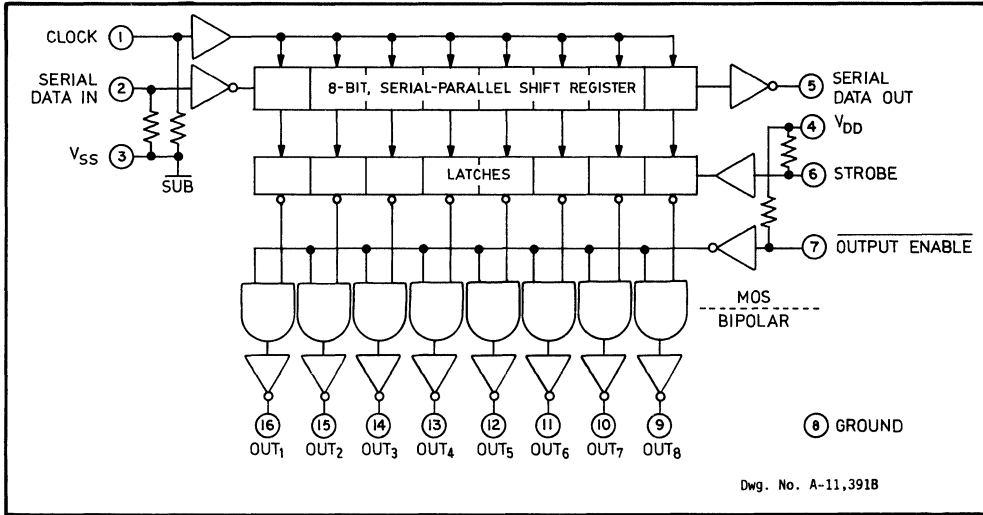 CLOCK 1
SERIAL DATA IN 2
VSS 3
SUB
8-BIT, SERIAL-PARALLEL SHIFT REGISTER
5 SERIAL DATA OUT
4 VDD
LATCHES
6 STROBE
7 OUTPUT ENABLE
MOS
BIPOLAR
16 15 14 13 12 11 10 9
OUT1 OUT2 OUT3 OUT4 OUT5 OUT6 OUT7 OUT8
8 GROUND
Dwg. No. A-11,391B